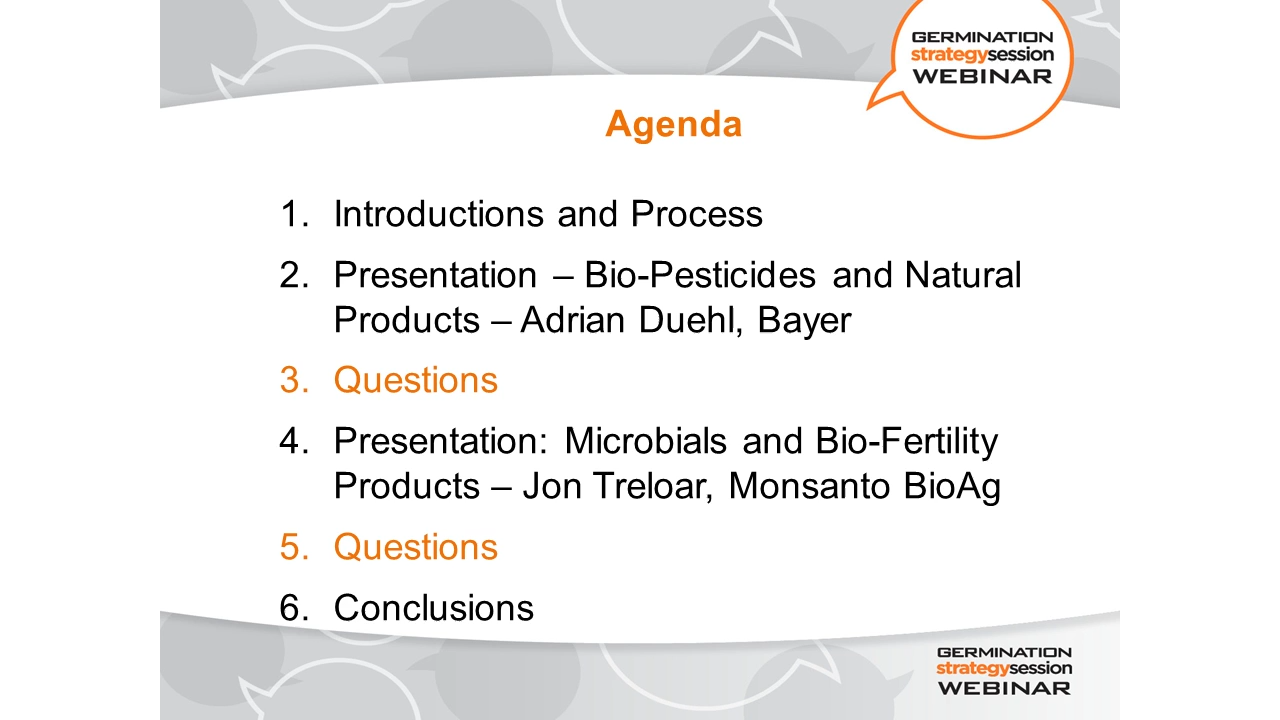 GERMINATION
strategysession
WEBINAR
Agenda
1. Introductions and Process
2. Presentation – Bio-Pesticides and Natural
Products – Adrian Duehl, Bayer
3. Questions
4. Presentation: Microbials and Bio-Fertility
Products – Jon Treloar, Monsanto BioAg
5. Questions
6. Conclusions
GERMINATION
strategysession
WEBINAR